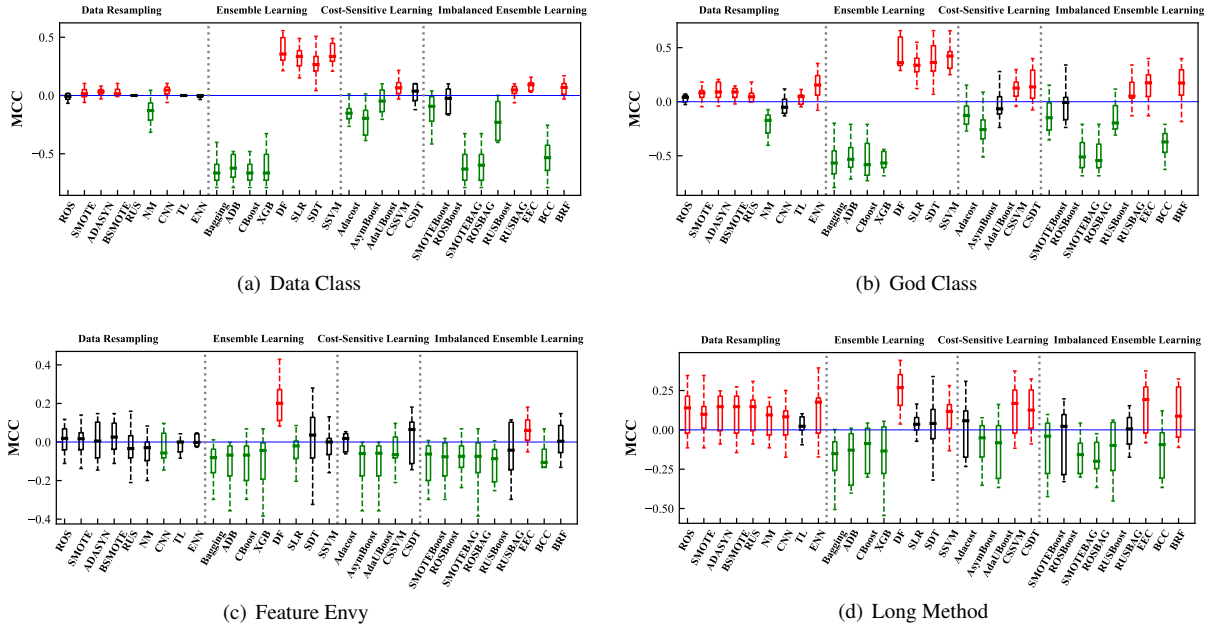 Data Resampling Ensemble Learning Cost-Sensitive Learning Imbalanced Ensemble Learning
MCC
0.5
0.0
−0.5
ROS SMOTE ADASYN BSMOTE RUS NM CNN TL ENN Bagging ADB CBoost XGB DF SLR SDT SSVM Adacost AsymBoost AdaUBoost CSSVM CSDT SMOTEBoost ROSBoost SMOTEBAG ROSBAG RUSBoost RUSBAG EEC BCC BRF
(a) Data Class
Data Resampling Ensemble Learning Cost-Sensitive Learning Imbalanced Ensemble Learning
MCC
0.5
0.0
−0.5
ROS SMOTE ADASYN BSMOTE RUS NM CNN TL ENN Bagging ADB CBoost XGB DF SLR SDT SSVM Adacost AsymBoost AdaUBoost CSSVM CSDT SMOTEBoost ROSBoost SMOTEBAG ROSBAG RUSBoost RUSBAG EEC BCC BRF
(b) God Class
Data Resampling Ensemble Learning Cost-Sensitive Learning Imbalanced Ensemble Learning
MCC
0.4
0.2
0.0
−0.2
−0.4
ROS SMOTE ADASYN BSMOTE RUS NM CNN TL ENN Bagging ADB CBoost XGB DF SLR SDT SSVM Adacost AsymBoost AdaUBoost CSSVM CSDT SMOTEBoost ROSBoost SMOTEBAG ROSBAG RUSBoost RUSBAG EEC BCC BRF
(c) Feature Envy
Data Resampling Ensemble Learning Cost-Sensitive Learning Imbalanced Ensemble Learning
MCC
0.25
0.00
−0.25
−0.50
ROS SMOTE ADASYN BSMOTE RUS NM CNN TL ENN Bagging ADB CBoost XGB DF SLR SDT SSVM Adacost AsymBoost AdaUBoost CSSVM CSDT SMOTEBoost ROSBoost SMOTEBAG ROSBAG RUSBoost RUSBAG EEC BCC BRF
(d) Long Method